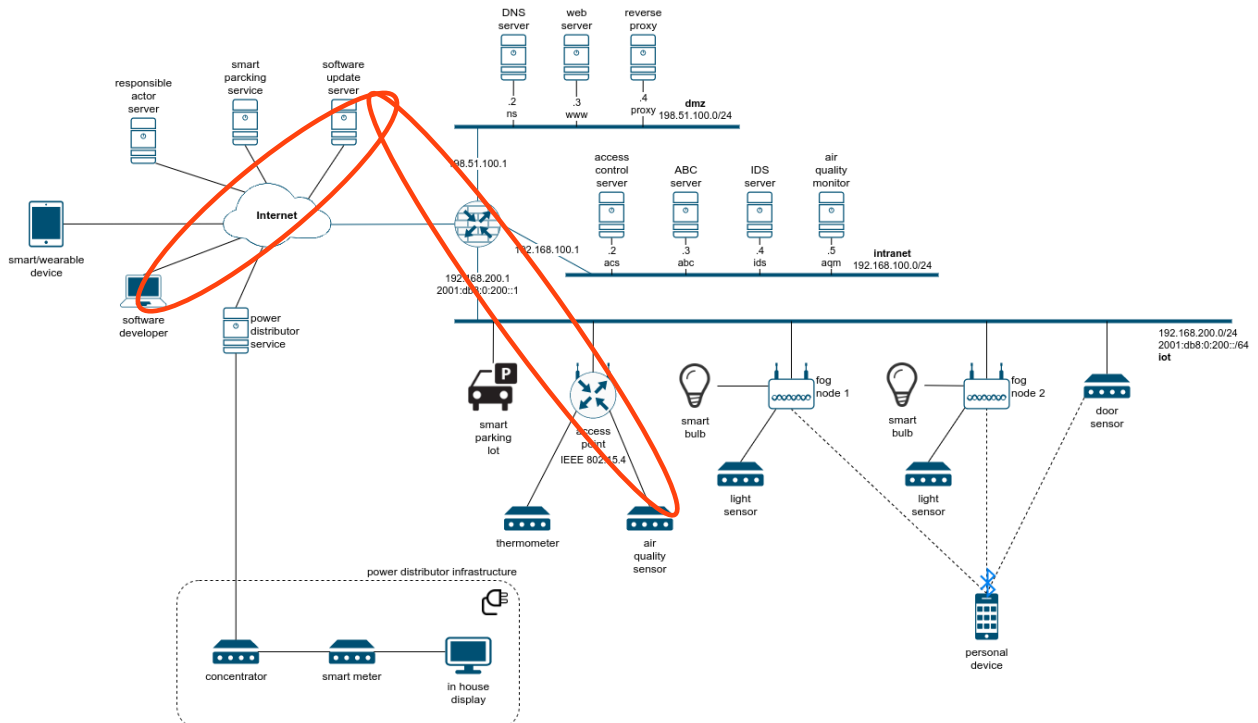 DNS
server
web
server
reverse
proxy
.2
ns
.3
www
.4
proxy
dmz
198.51.100.0/24
responsible
actor
server
smart
parcking
service
software
update
server
198.51.100.1
access
control
server
ABC
server
IDS
server
air
quality
monitor
.2
acs
.3
abc
.4
ids
.5
aqm
intranet
192.168.100.0/24
Internet
192.168.100.1
smart/wearable
device
192.168.200.1
2001:db8:0:200::1
software
developer
power
distributor
service
192.168.200.0/24
2001:db8:0:200::/64
iot
P
smart
parking
lot
access
point
IEEE 802.15.4
smart
bulb
fog
node 1
smart
bulb
fog
node 2
door
sensor
light
sensor
light
sensor
thermometer
air
quality
sensor
power distributor infrastructure
concentrator
smart meter
in house
display
personal
device